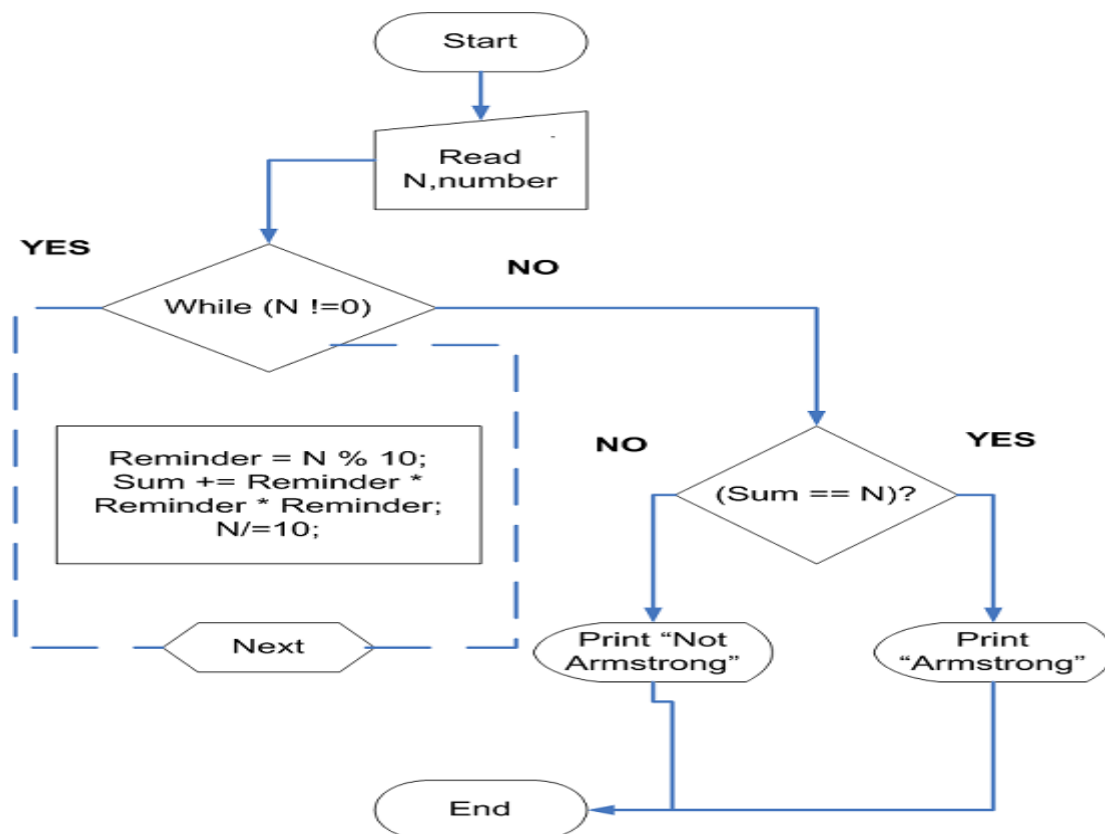 Start
Read
N,number
YES
NO
While (N !=0)
Reminder = N % 10;
Sum += Reminder *
Reminder * Reminder;
N/=10;
Next
NO
YES
(Sum == N)?
Print “Not
Armstrong”
Print
“Armstrong”
End